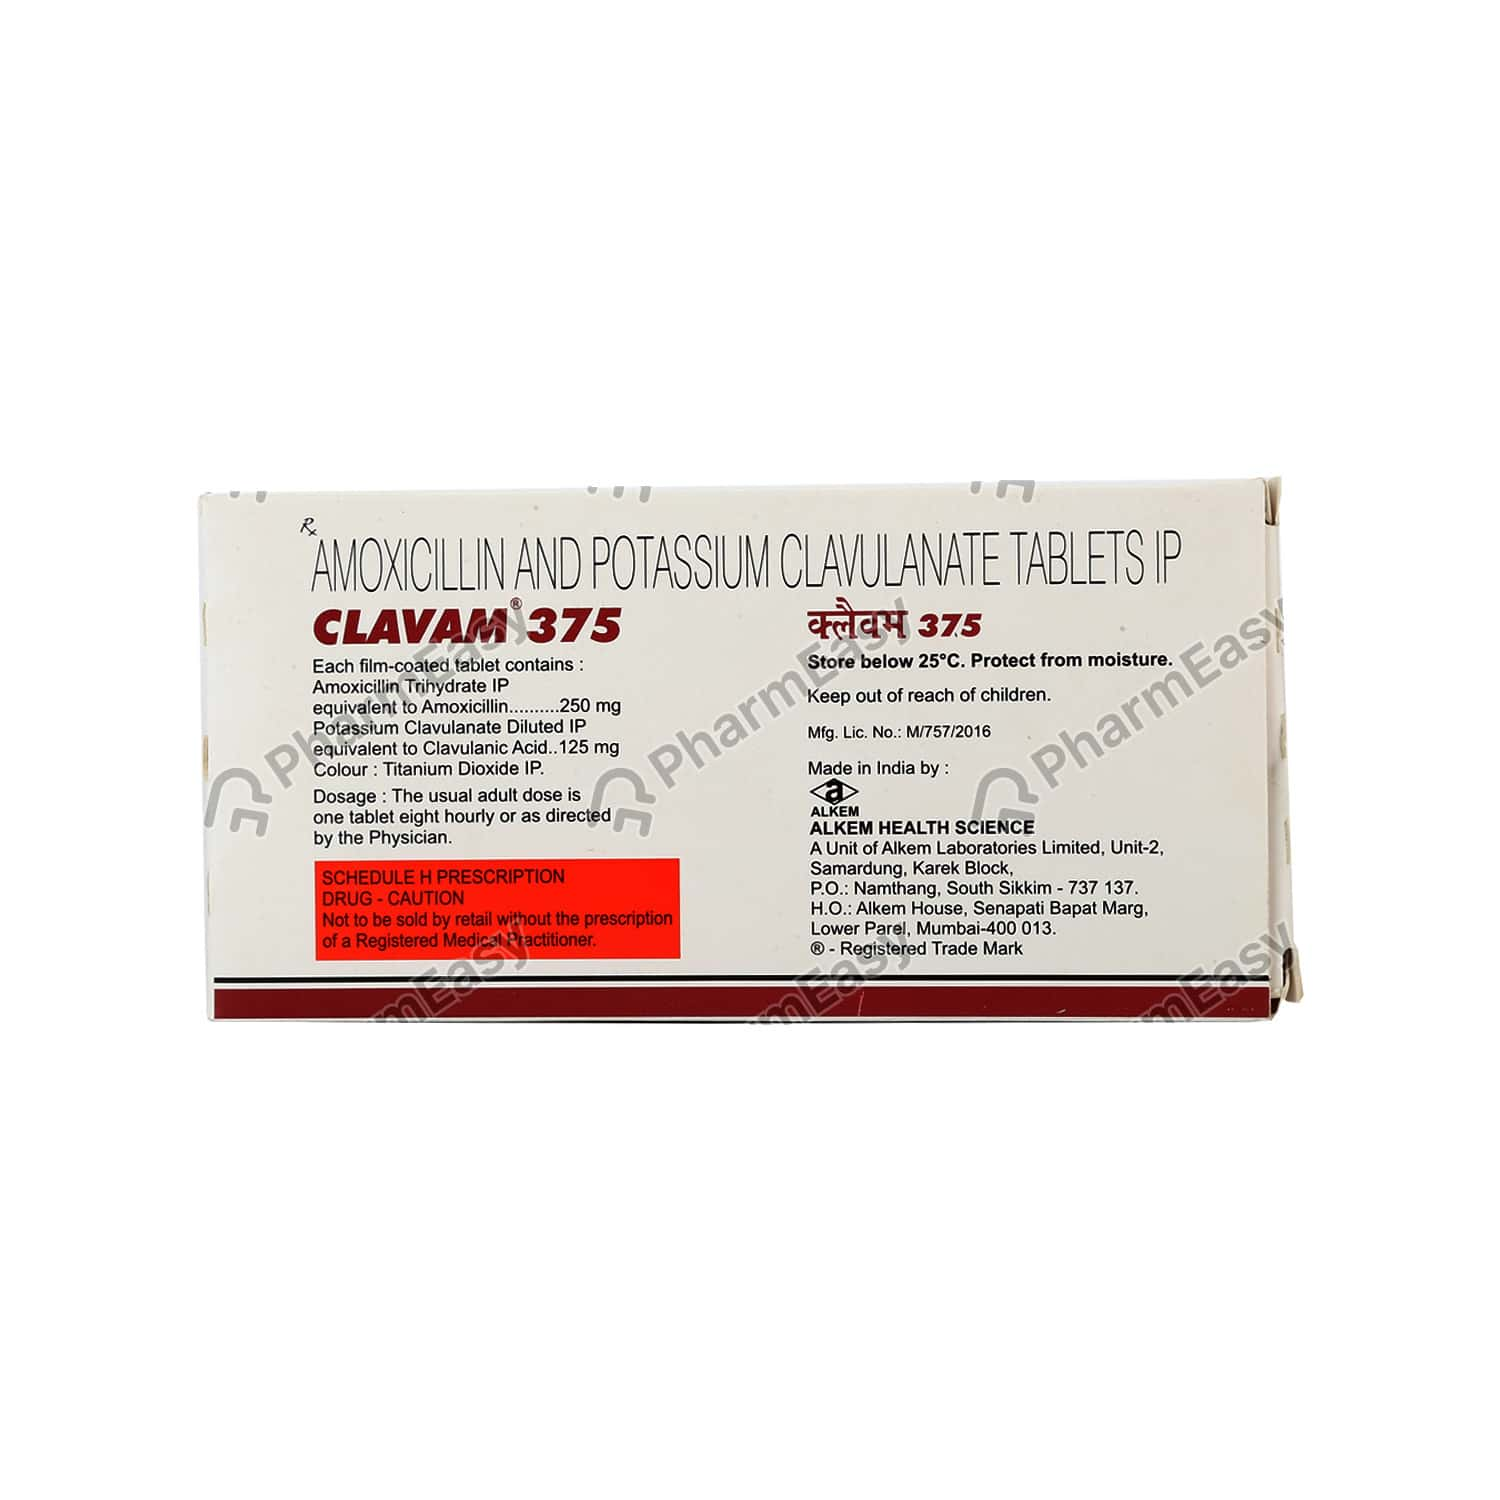 Rx
AMOXICILLIN AND POTASSIUM CLAVULANATE TABLETS IP
CLAVAM® 375
Each film-coated tablet contains :
Amoxicillin Trihydrate IP
equivalent to Amoxicillin..........250 mg
Potassium Clavulanate Diluted IP
equivalent to Clavulanic Acid..125 mg
Colour : Titanium Dioxide IP.
Dosage : The usual adult dose is
one tablet eight hourly or as directed
by the Physician.
SCHEDULE H PRESCRIPTION
DRUG - CAUTION
Not to be sold by retail without the prescription
of a Registered Medical Practitioner.
क्लैवम 375
Store below 25°C. Protect from moisture.
Keep out of reach of children.
Mfg. Lic. No.: M/757/2016
Made in India by :
a
ALKEM
ALKEM HEALTH SCIENCE
A Unit of Alkem Laboratories Limited, Unit-2,
Samardung, Karek Block,
P.O.: Namthang, South Sikkim - 737 137.
H.O.: Alkem House, Senapati Bapat Marg,
Lower Parel, Mumbai-400 013.
® - Registered Trade Mark
PharmEasy
PharmEasy
PharmEasy
armEasy
armEasy
armEasy